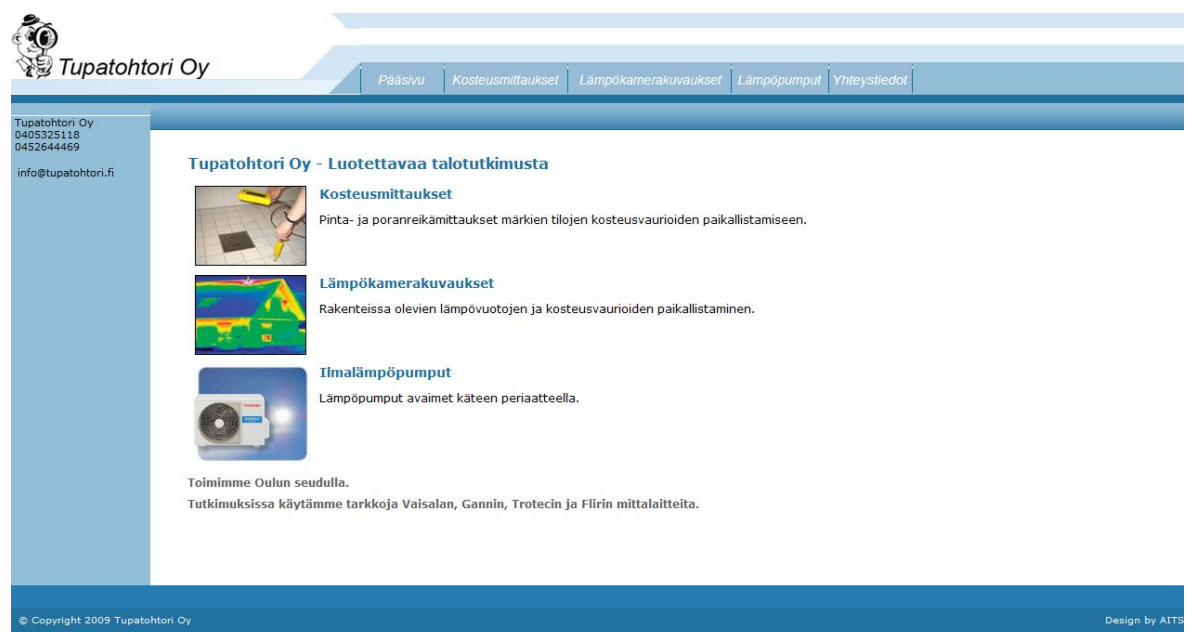 Tupatohtori Oy
Pääsivu
Kosteusmittaukset
Lämpökamerakuvaukset
Lämpöpumput
Yhteystiedot
Tupatohtori Oy
0405325118
0452644469
info@tupatohtori.fi
Tupatohtori Oy - Luotettavaa talotutkimusta
Kosteusmittaukset
Pinta- ja poranreikämittaukset märkien tilojen kosteusvaurioiden paikallistamiseen.
Lämpökamerakuvaukset
Rakenteissa olevien lämpövuotojen ja kosteusvaurioiden paikallistaminen.
Ilmalämpöpumput
Lämpöpumput avaimet käteen periaatteella.
Toimimme Oulun seudulla.
Tutkimuksissa käytämme tarkkoja Vaisalan, Gannin, Trotecin ja Flirin mittalaitteita.
© Copyright 2009 Tupatohtori Oy
Design by AITS